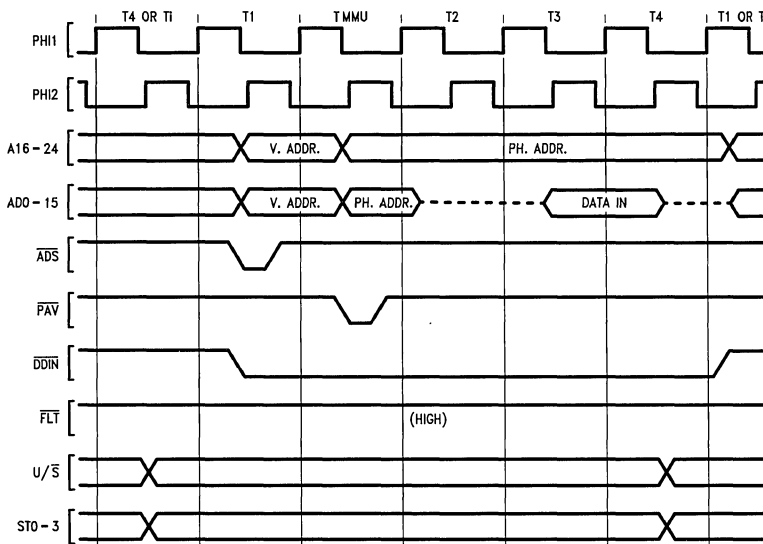 T4 OR Ti T1 T MMU T2 T3 T4 T1 OR T
PHI1
PHI2
A16-24 V. ADDR. PH. ADDR.
AD0-15 V. ADDR. PH. ADDR. DATA IN
ADS
PAV
DDIN
FLT (HIGH)
U/S
ST0-3